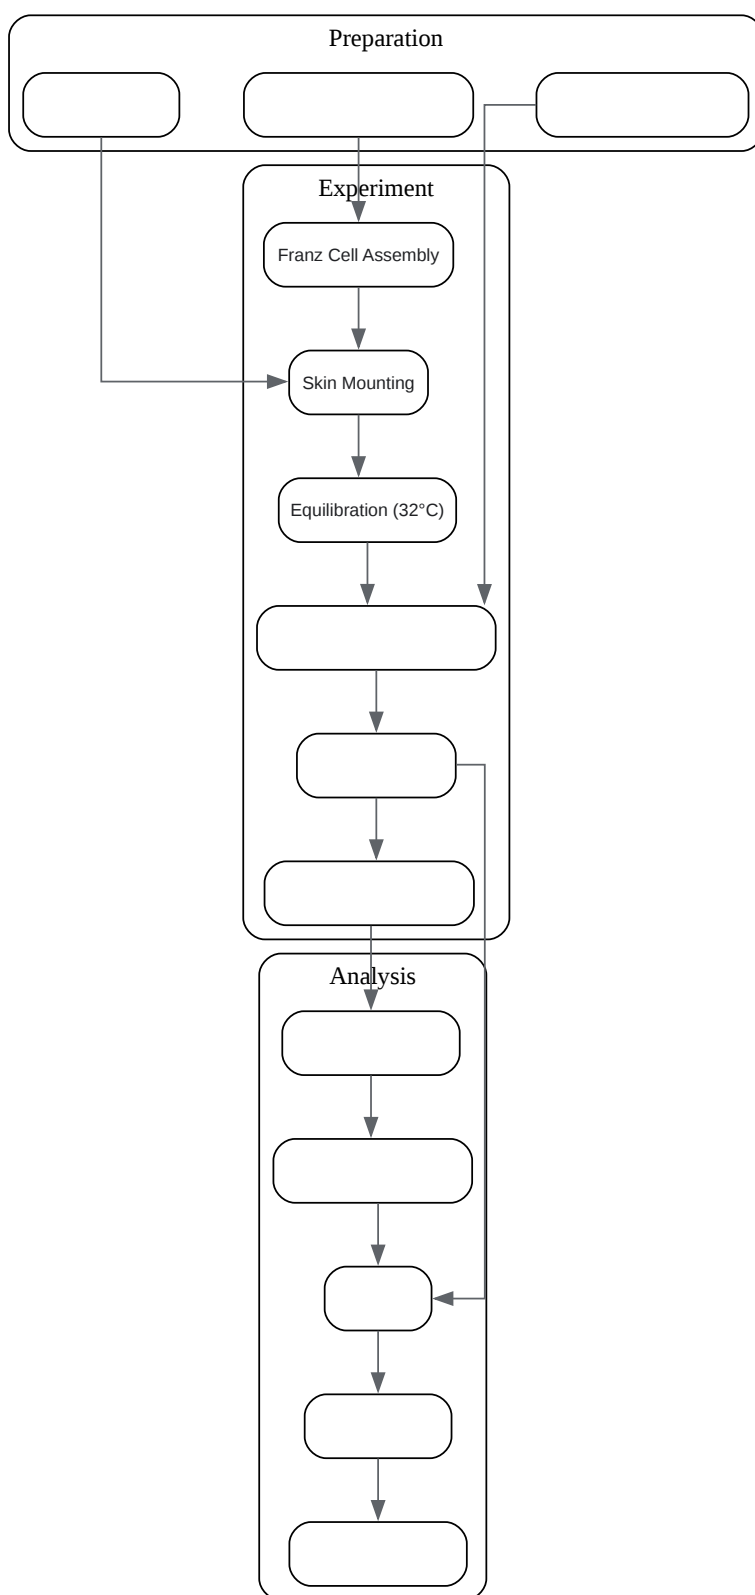 Preparation
Experiment
Franz Cell Assembly
Skin Mounting
Equilibration (32°C)
Analysis